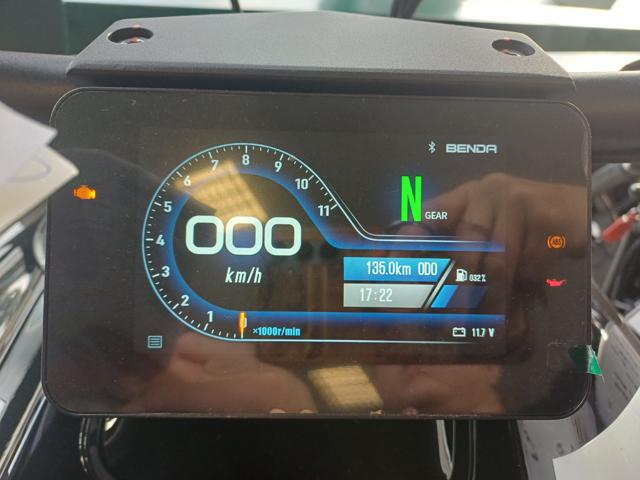 BENDA
8
7
9
6
10
5
11
N
GEAR
4
000
km/h
ABS
3
135.0km ODO
032%
17:22
2
1
×1000r/min
11.7 V